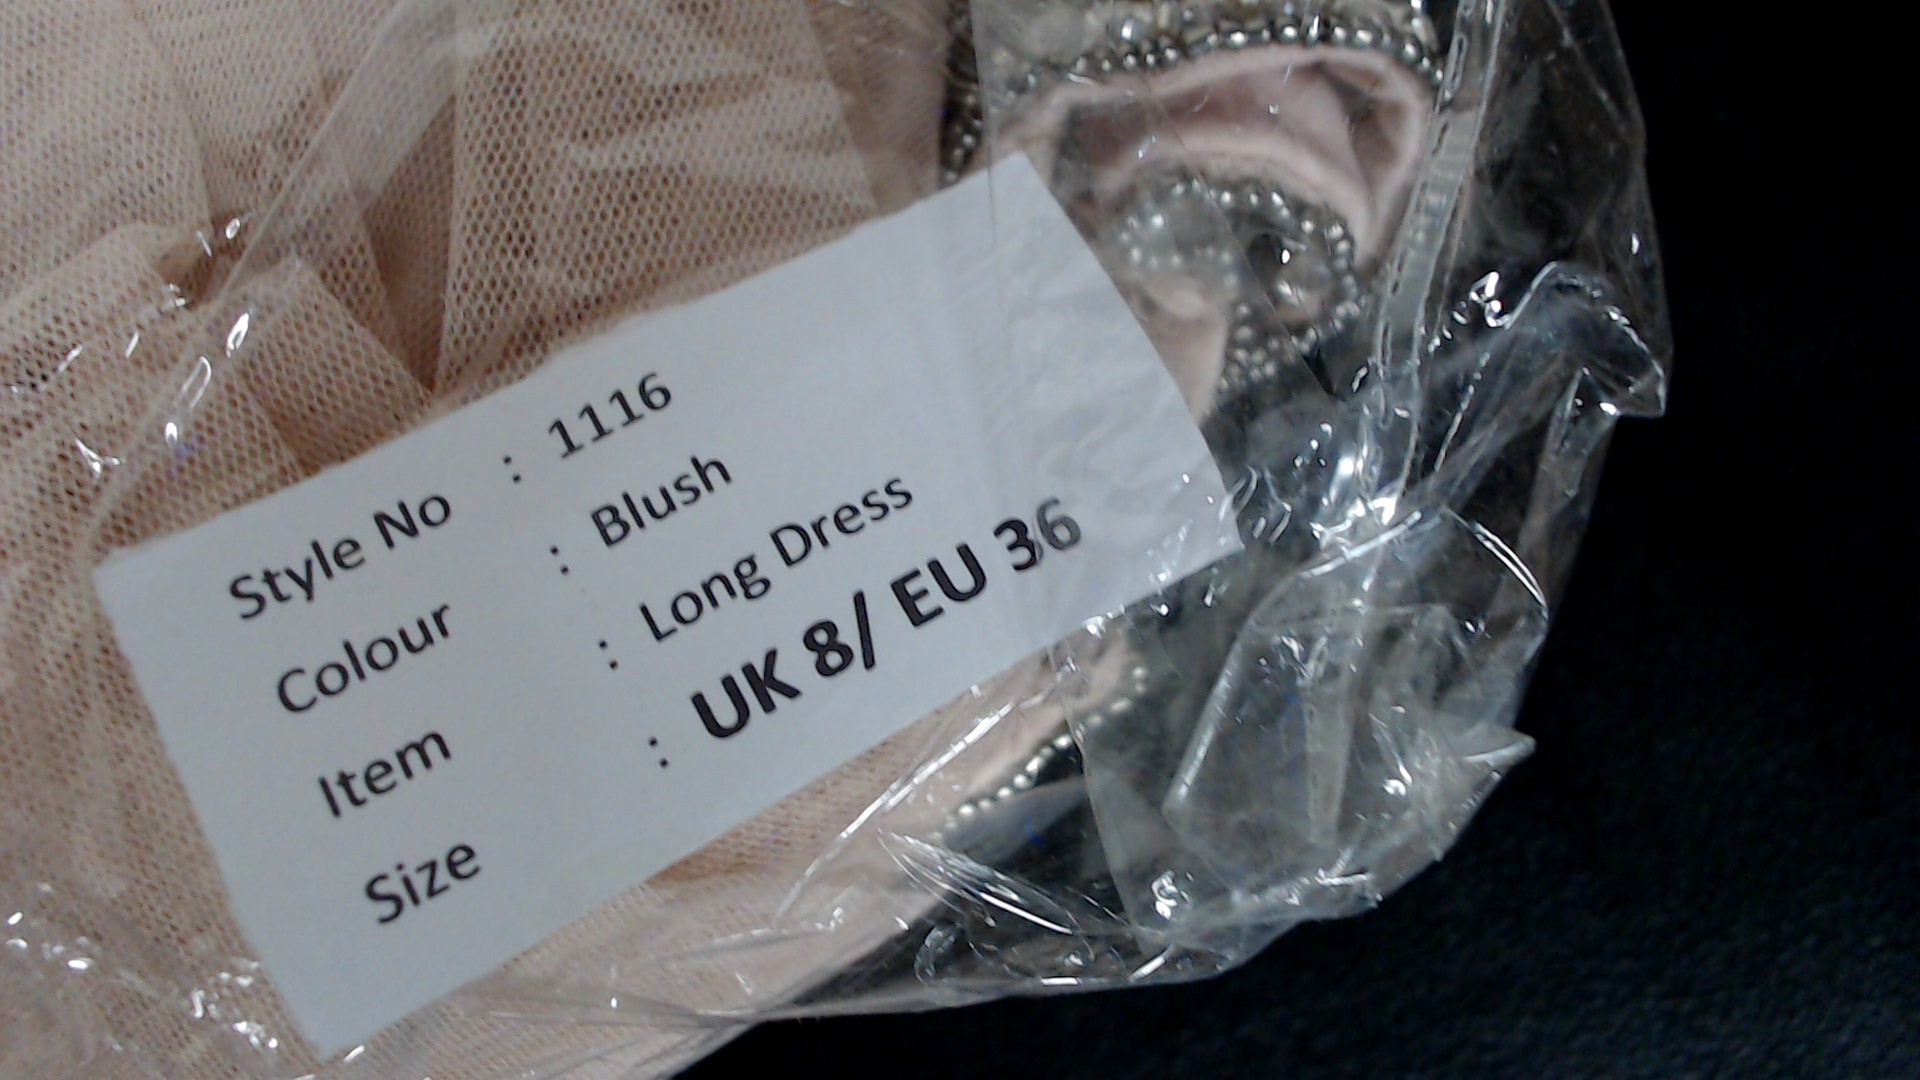 Style No : 1116
Colour : Blush
Item : Long Dress
Size : UK 8/ EU 36